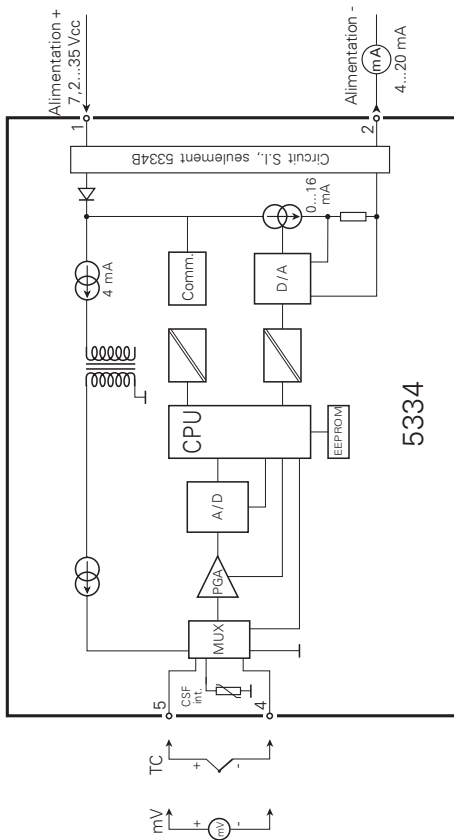 Alimentation +
7,2...35 Vcc
Alimentation -
mA
4...20 mA
1
2
Circuit S.I., seulement 5334B
0...16
mA
4 mA
Comm.
D/A
CPU
EEPROM
A/D
PGA
MUX
CSF
int.
5
4
TC
+
-
mV
+
mV
-
5334